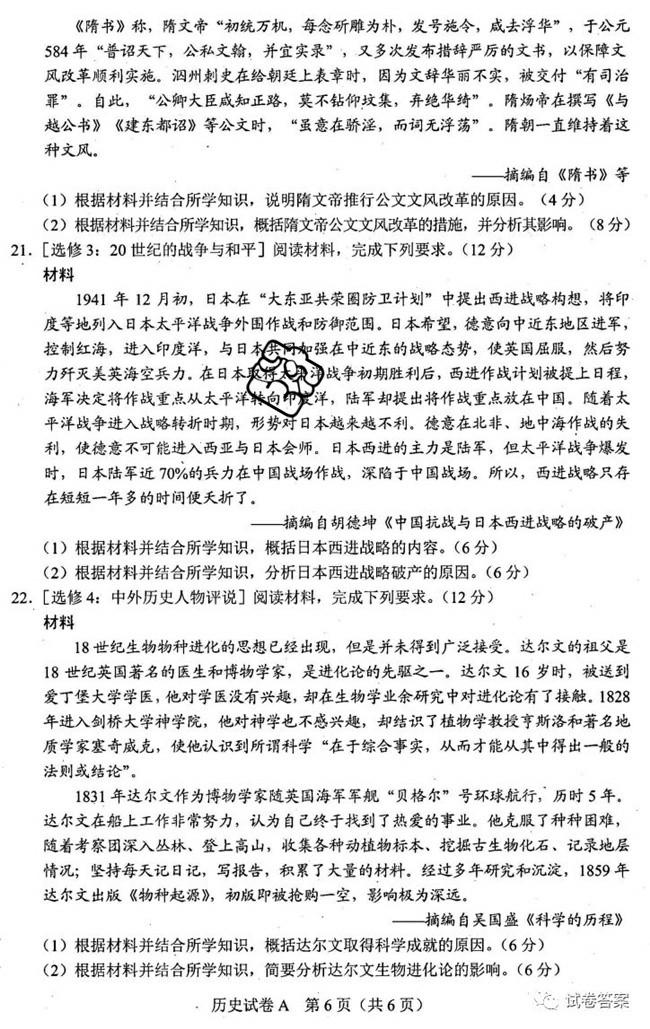 《隋书》称，隋文帝“初统万机，每念斫雕为朴，发号施令，咸去浮华”，于公元
584 年“普诏天下，公私文翰，并宜实录”，又多次发布措辞严厉的文书，以保障文
风改革顺利实施。泗州刺史在给朝廷上表章时，因为文辞华丽不实，被交付“有司治
罪”。自此，“公卿大臣咸知正路，莫不钻仰坟集，弃绝华绮”。隋炀帝在撰写《与
越公书》《建东都诏》等公文时，“虽意在骄淫，而词无浮荡”。隋朝一直维持着这
种文风。
——摘编自《隋书》等
（1）根据材料并结合所学知识，说明隋文帝推行公文文风改革的原因。（4 分）
（2）根据材料并结合所学知识，概括隋文帝公文文风改革的措施，并分析其影响。（8 分）
21．[选修 3：20 世纪的战争与和平] 阅读材料，完成下列要求。（12 分）
材料
1941 年 12 月初，日本在“大东亚共荣圈防卫计划”中提出西进战略构想，将印
度等地列入日本太平洋战争外围作战和防御范围。日本希望，德意向中近东地区进军，
控制红海，进入印度洋，与日本共同加强在中近东的战略态势，使英国屈服，然后努
力歼灭美英海空兵力。在日本取得太平洋战争初期胜利后，西进作战计划被提上日程，
海军决定将作战重点从太平洋转向印度洋，陆军却提出将作战重点放在中国。随着太
平洋战争进入战略转折时期，形势对日本越来越不利。德意在北非、地中海作战的失
利，使德意不可能进入西亚与日本会师。日本西进的主力是陆军，但太平洋战争爆发
时，日本陆军近 70%的兵力在中国战场作战，深陷于中国战场。所以，西进战略只存
在短短一年多的时间便夭折了。
——摘编自胡德坤《中国抗战与日本西进战略的破产》
（1）根据材料并结合所学知识，概括日本西进战略的内容。（6 分）
（2）根据材料并结合所学知识，分析日本西进战略破产的原因。（6 分）
22．[选修 4：中外历史人物评说] 阅读材料，完成下列要求。（12 分）
材料
18 世纪生物物种进化的思想已经出现，但是并未得到广泛接受。达尔文的祖父是
18 世纪英国著名的医生和博物学家，是进化论的先驱之一。达尔文 16 岁时，被送到
爱丁堡大学学医，他对学医没有兴趣，却在生物学业余研究中对进化论有了接触。1828
年进入剑桥大学神学院，他对神学也不感兴趣，却结识了植物学教授亨斯洛和著名地
质学家塞奇威克，使他认识到所谓科学“在于综合事实，从而才能从其中得出一般的
法则或结论”。
1831 年达尔文作为博物学家随英国海军军舰“贝格尔”号环球航行，历时 5 年。
达尔文在船上工作非常努力，认为自己终于找到了热爱的事业。他克服了种种困难，
随着考察团深入丛林、登上高山，收集各种动植物标本、挖掘古生物化石、记录地层
情况；坚持每天记日记，写报告，积累了大量的材料。经过多年研究和沉淀，1859 年
达尔文出版《物种起源》，初版即被抢购一空，影响极为深远。
——摘编自吴国盛《科学的历程》
（1）根据材料并结合所学知识，概括达尔文取得科学成就的原因。（6 分）
（2）根据材料并结合所学知识，简要分析达尔文生物进化论的影响。（6 分）
历史试卷 A 第 6 页（共 6 页）
试卷答案